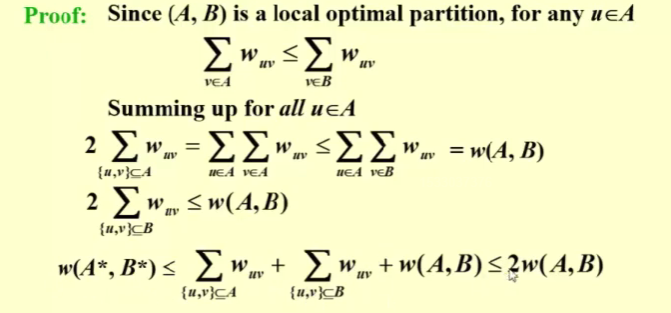 Proof: Since (A, B) is a local optimal partition, for any u∈A
∑_{v∈A} w_{uv} ≤ ∑_{v∈B} w_{uv}
Summing up for all u∈A
2 ∑_{{u,v}⊆A} w_{uv} = ∑_{u∈A} ∑_{v∈A} w_{uv} ≤ ∑_{u∈A} ∑_{v∈B} w_{uv} = w(A, B)
2 ∑_{{u,v}⊆B} w_{uv} ≤ w(A, B)
w(A*, B*) ≤ ∑_{{u,v}⊆A} w_{uv} + ∑_{{u,v}⊆B} w_{uv} + w(A, B) ≤ 2w(A, B)